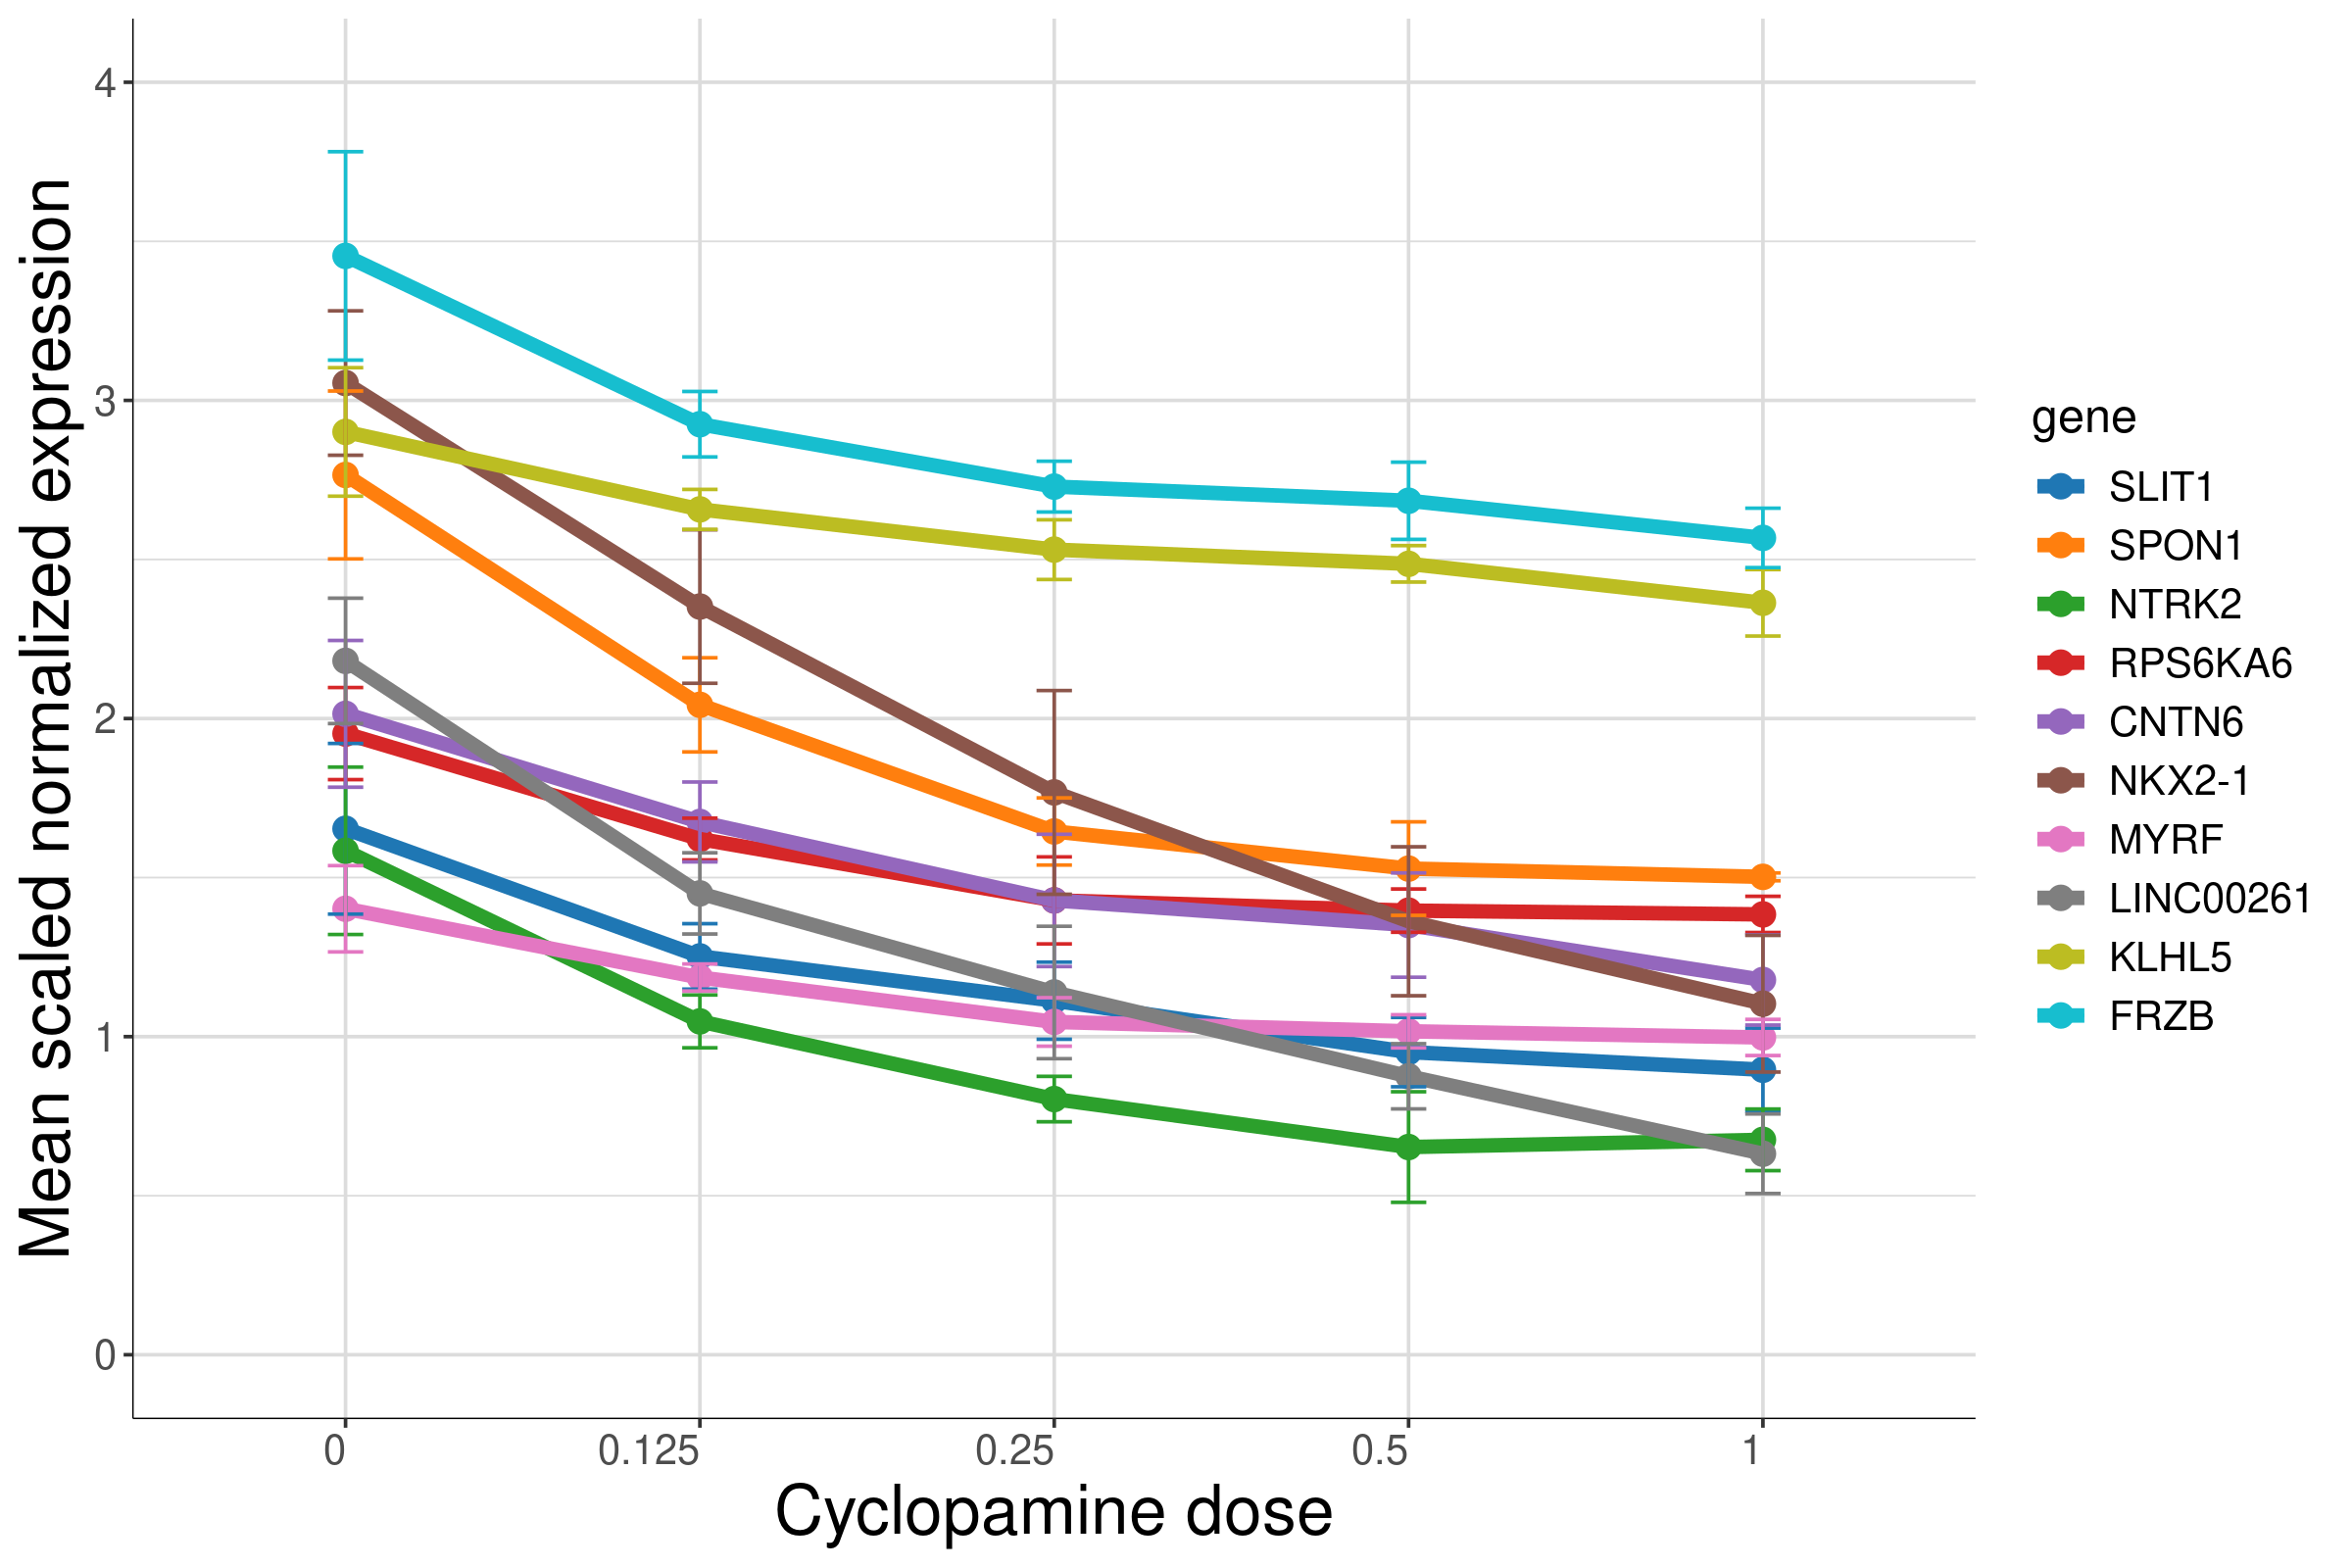 Mean scaled normalized expression
4
3
2
1
0
0 0.125 0.25 0.5 1
Cyclopamine dose
gene
SLIT1
SPON1
NTRK2
RPS6KA6
CNTN6
NKX2-1
MYRF
LINC00261
KLHL5
FRZB